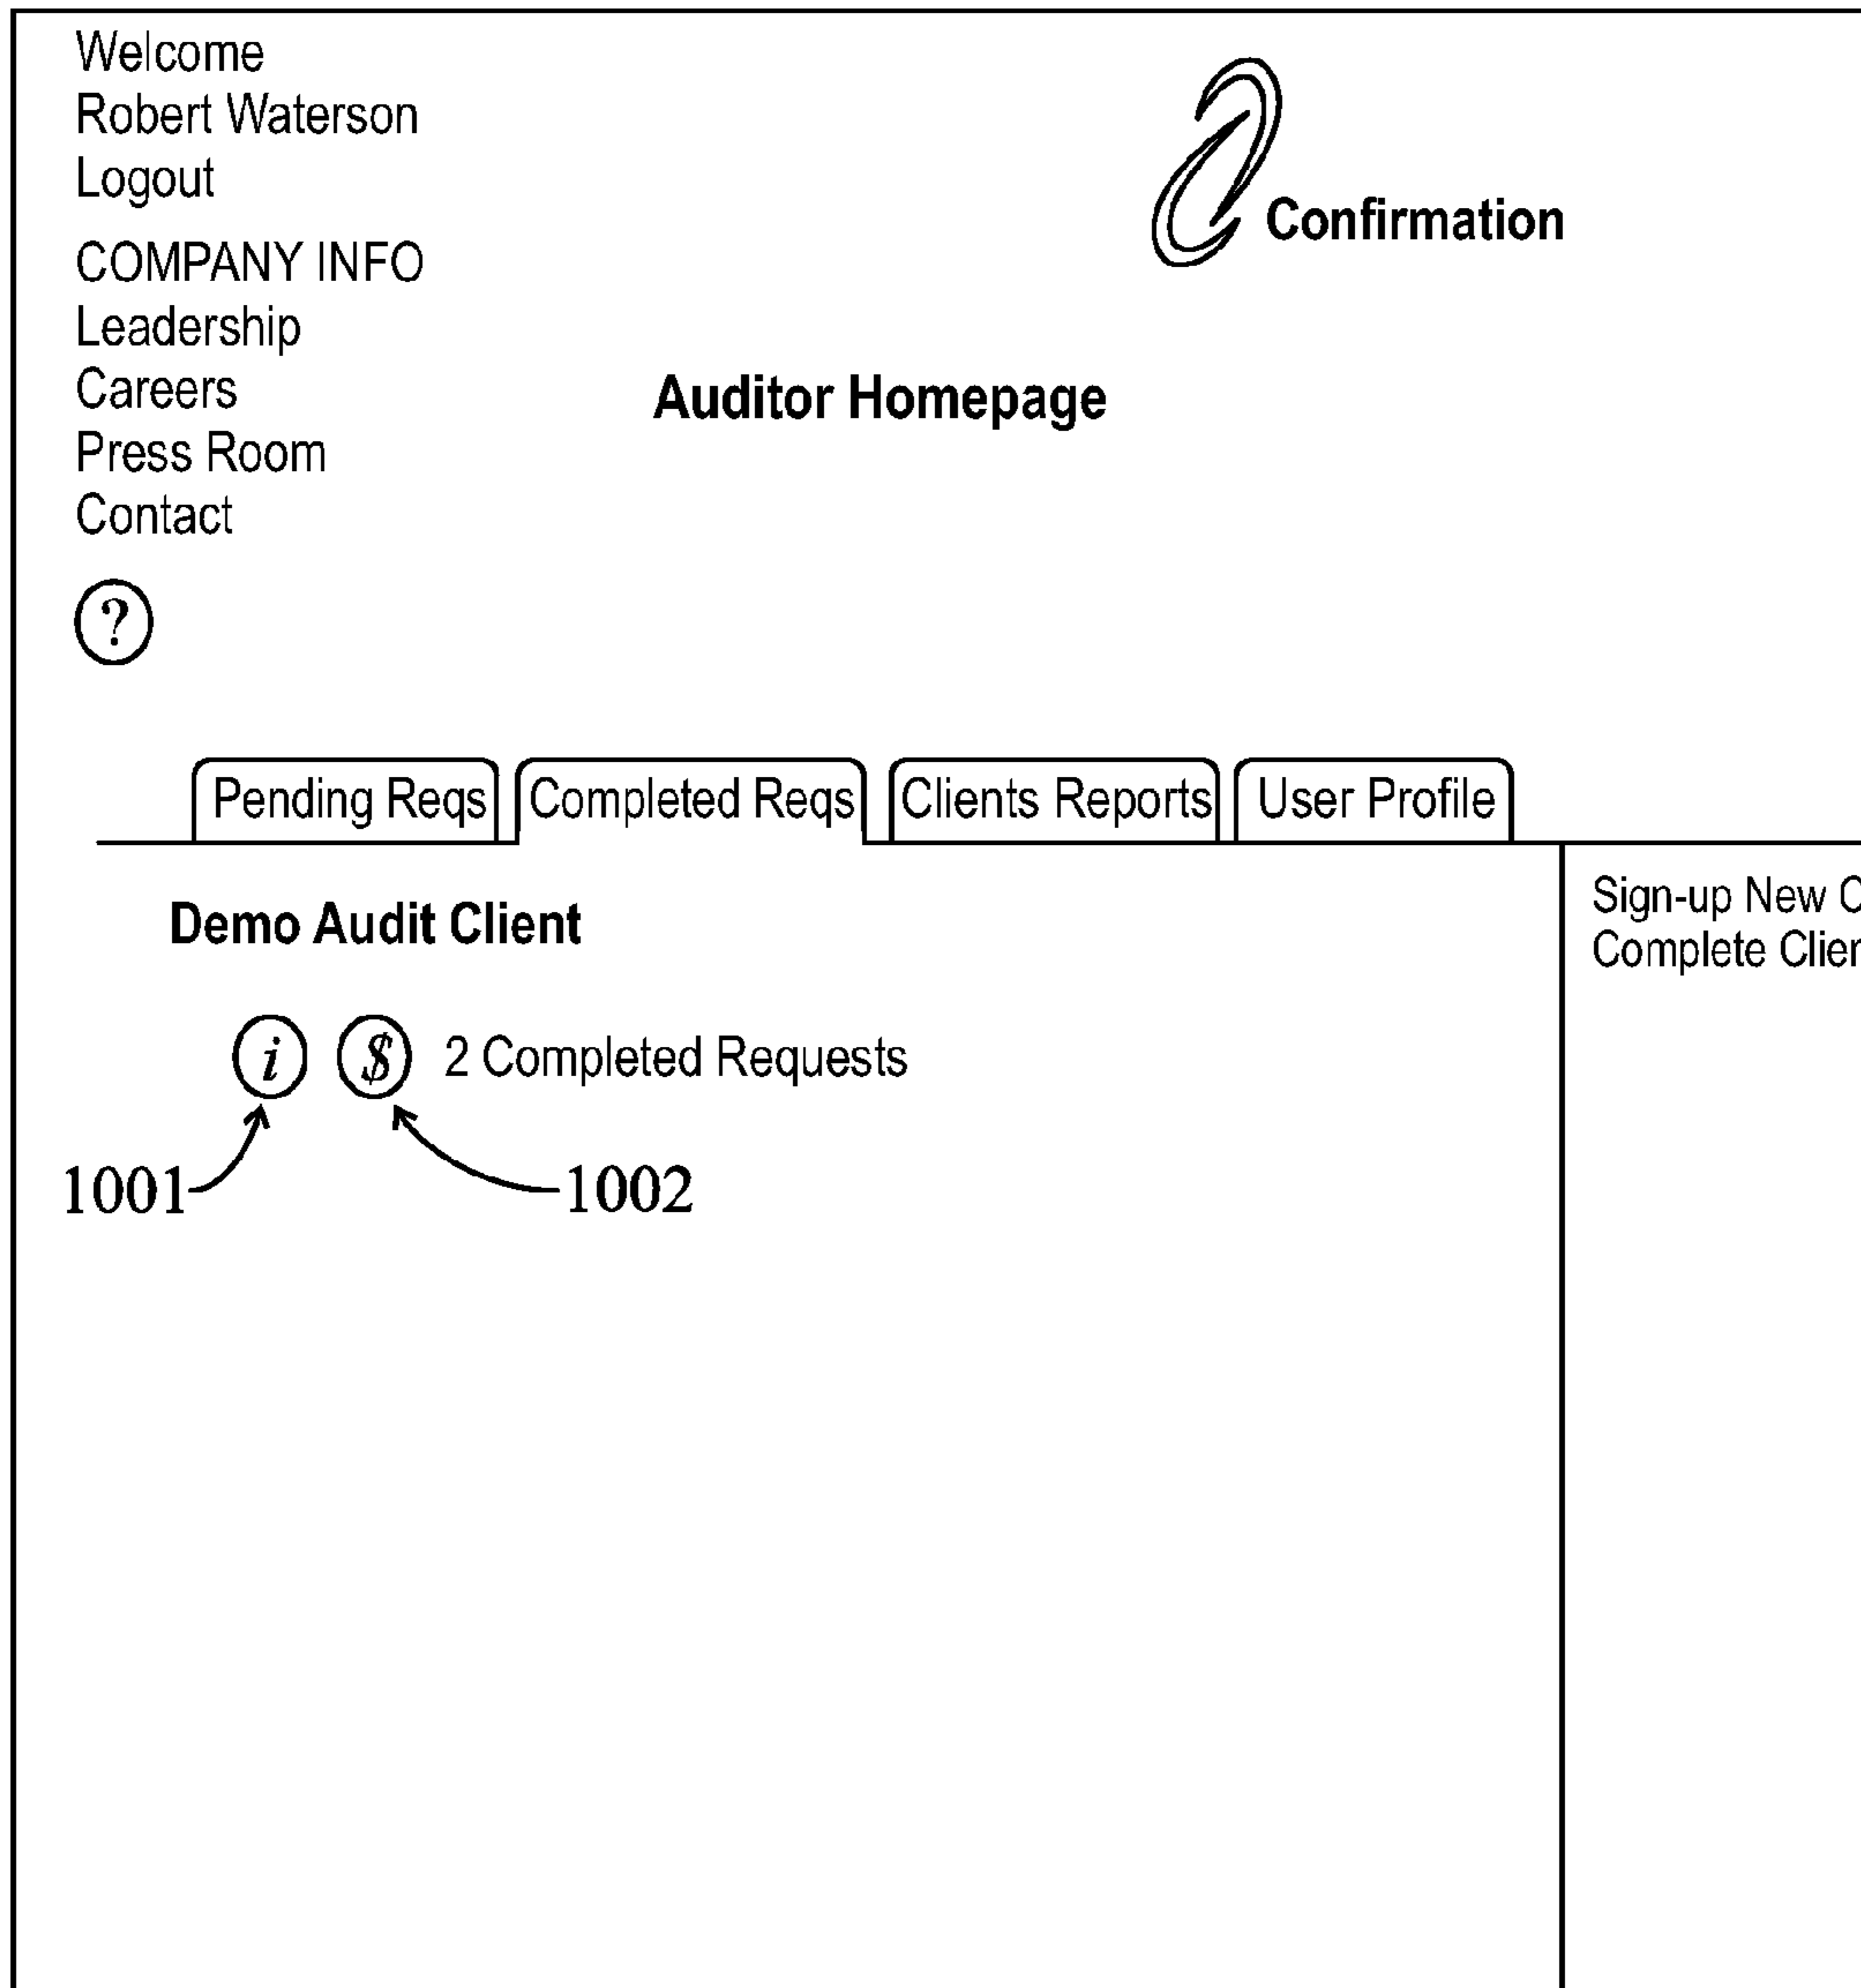 Welcome
Robert Waterson
Logout
COMPANY INFO
Leadership
Careers
Press Room
Contact
?
Confirmation
Auditor Homepage
Pending Reqs Completed Reqs Clients Reports User Profile
Demo Audit Client
i $ 2 Completed Requests
1001 1002
Sign-up New
Complete